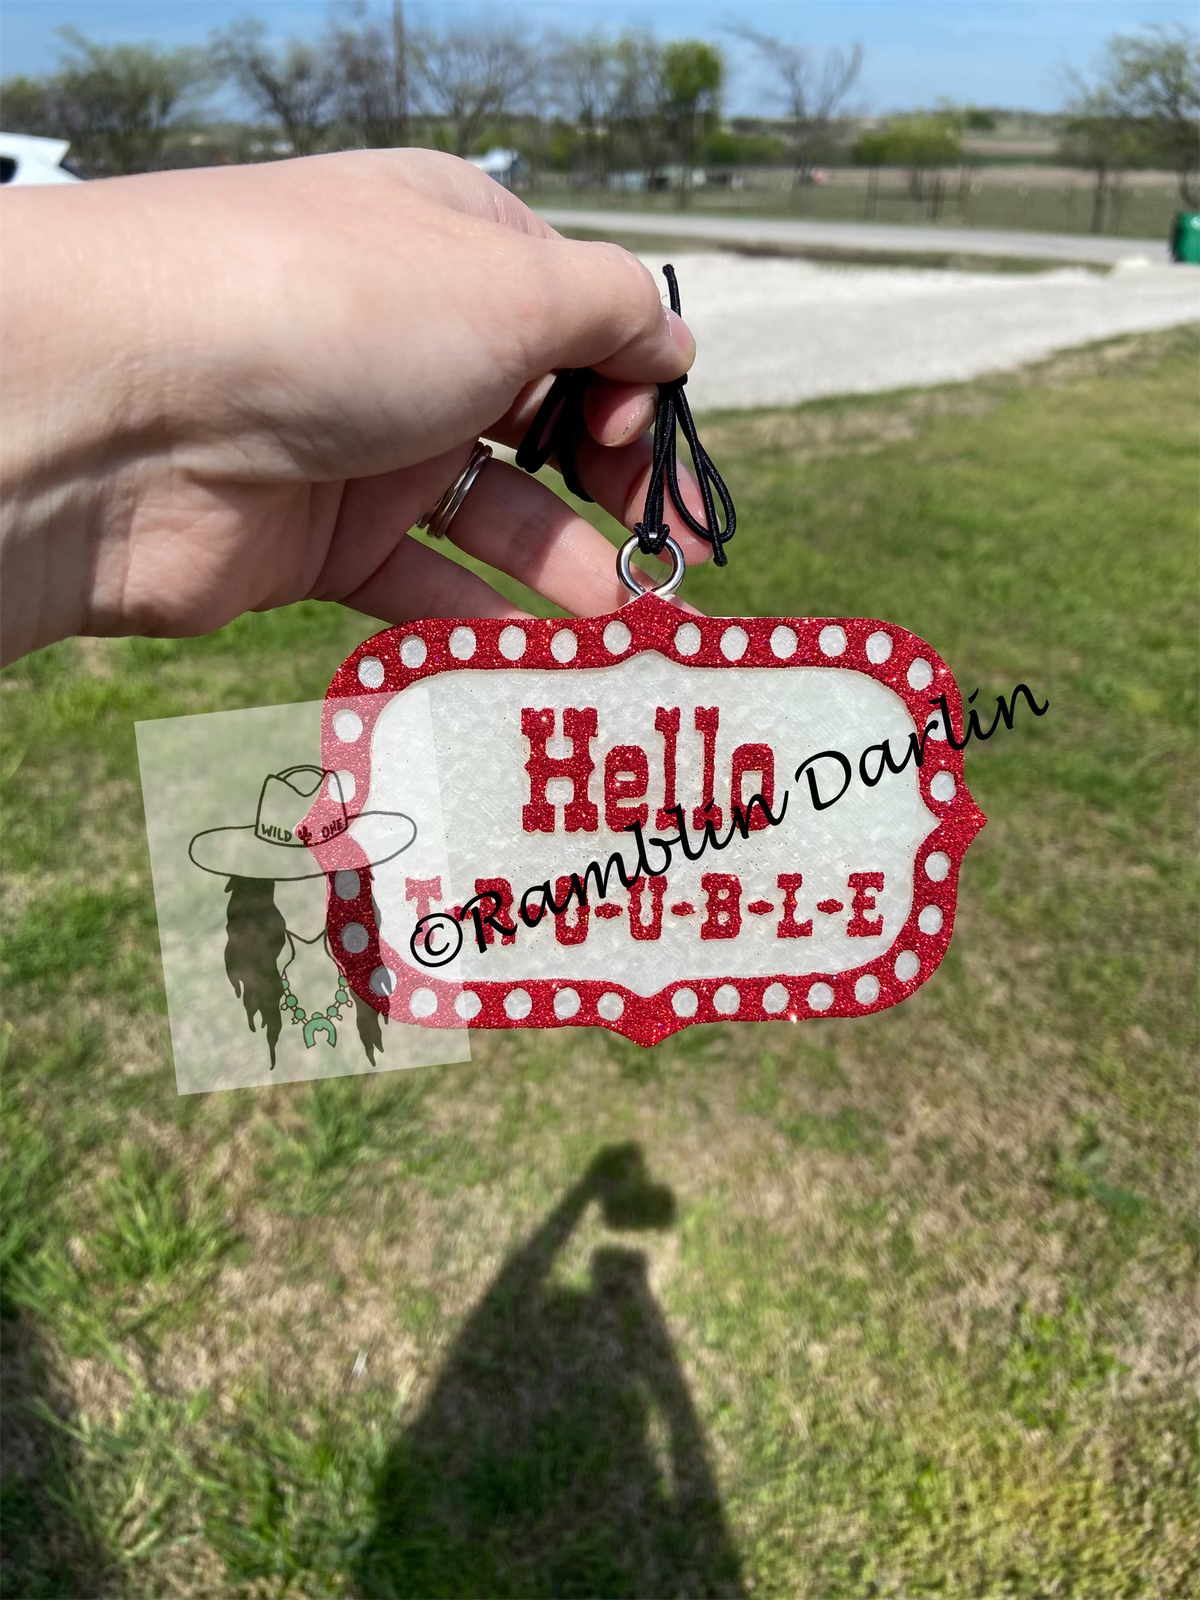 Hello
T-R-O-U-B-L-E
©Ramblin Darlin
WILD ONE